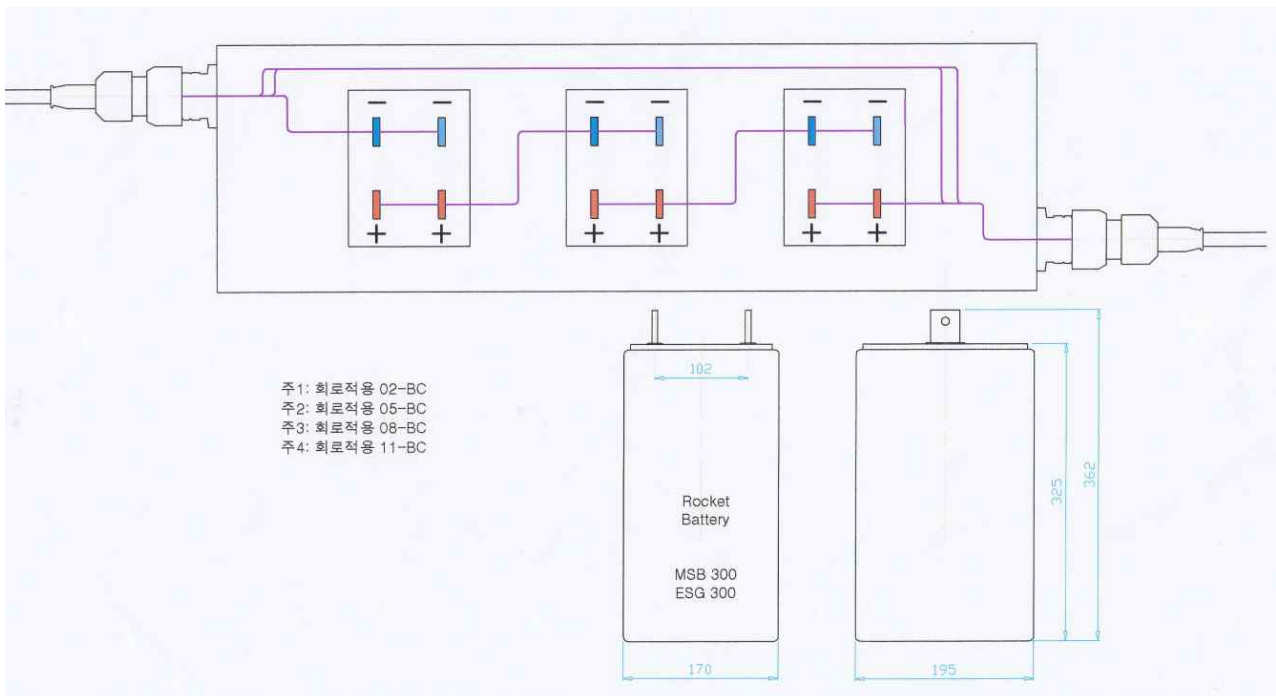 − − − − − −
+ + + + + +
주1: 회로적용 02-BC
주2: 회로적용 05-BC
주3: 회로적용 08-BC
주4: 회로적용 11-BC
102
Rocket
Battery
MSB 300
ESG 300
170
195
325
362